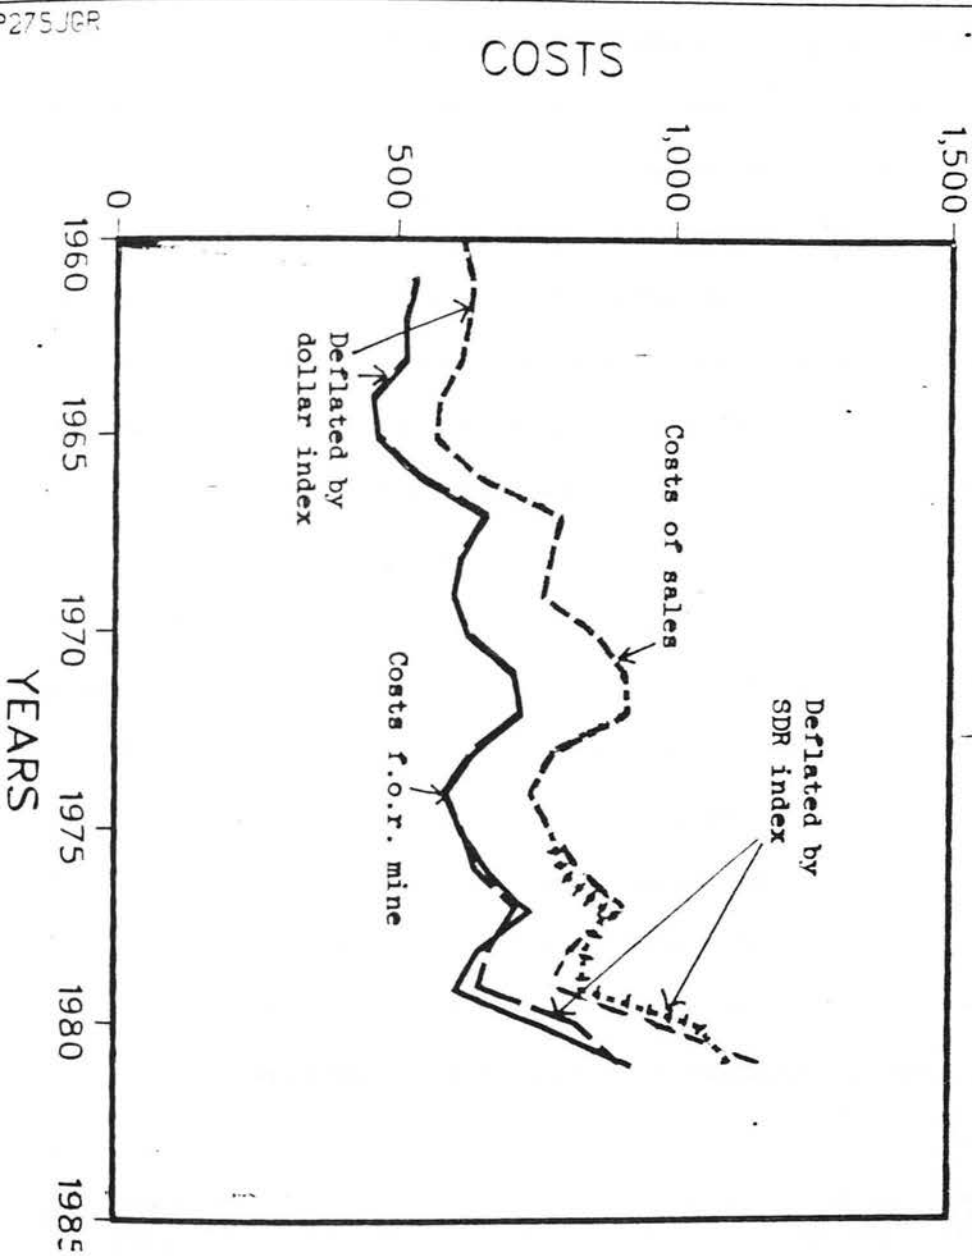 P275JGR
COSTS
1,500
1,000
500
0
1960
1965
1970
1975
1980
1985
YEARS
Deflated by
SDR index
Costs of sales
Deflated by
dollar index
Costs f.o.r. mine